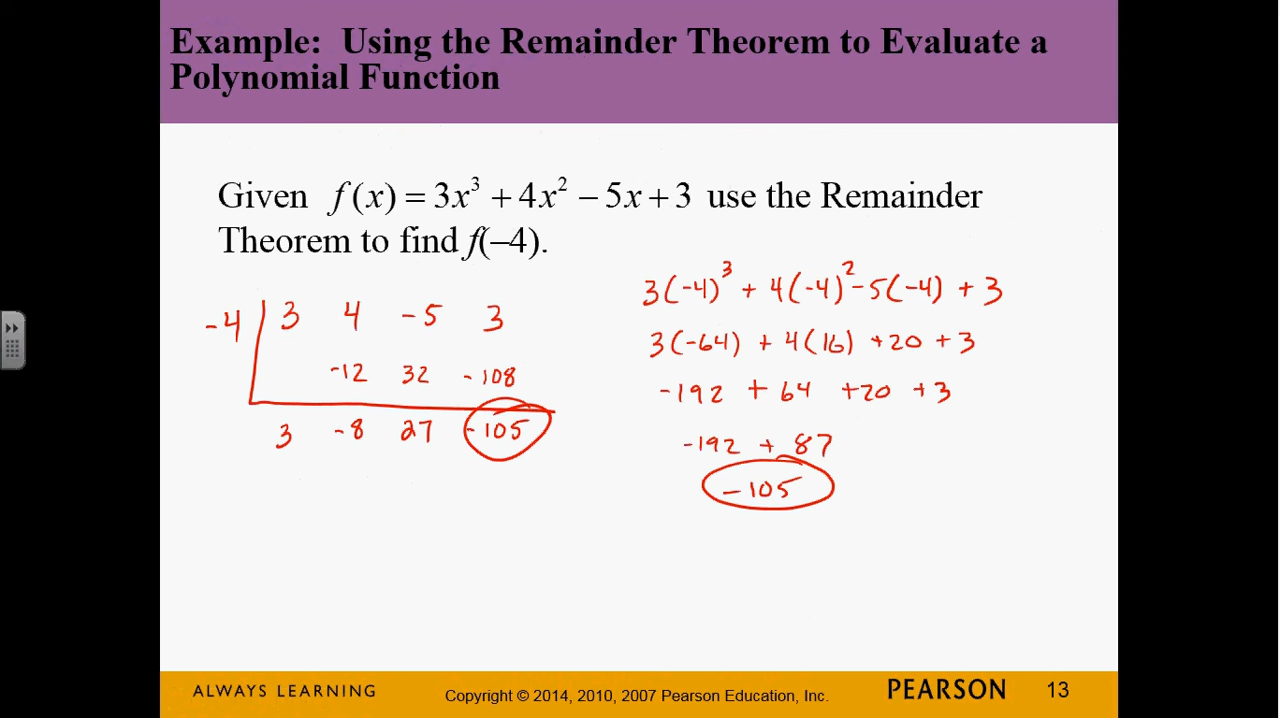 Example: Using the Remainder Theorem to Evaluate a
Polynomial Function
Given f(x) = 3x³ + 4x² − 5x + 3 use the Remainder
Theorem to find f(–4).
-4 | 3 4 -5 3
-12 32 -108
3 -8 27 -105
3(-4)³ + 4(-4)² -5(-4) + 3
3(-64) + 4(16) +20 +3
-192 + 64 +20 +3
-192 + 87
-105
ALWAYS LEARNING
Copyright © 2014, 2010, 2007 Pearson Education, Inc.
PEARSON
13